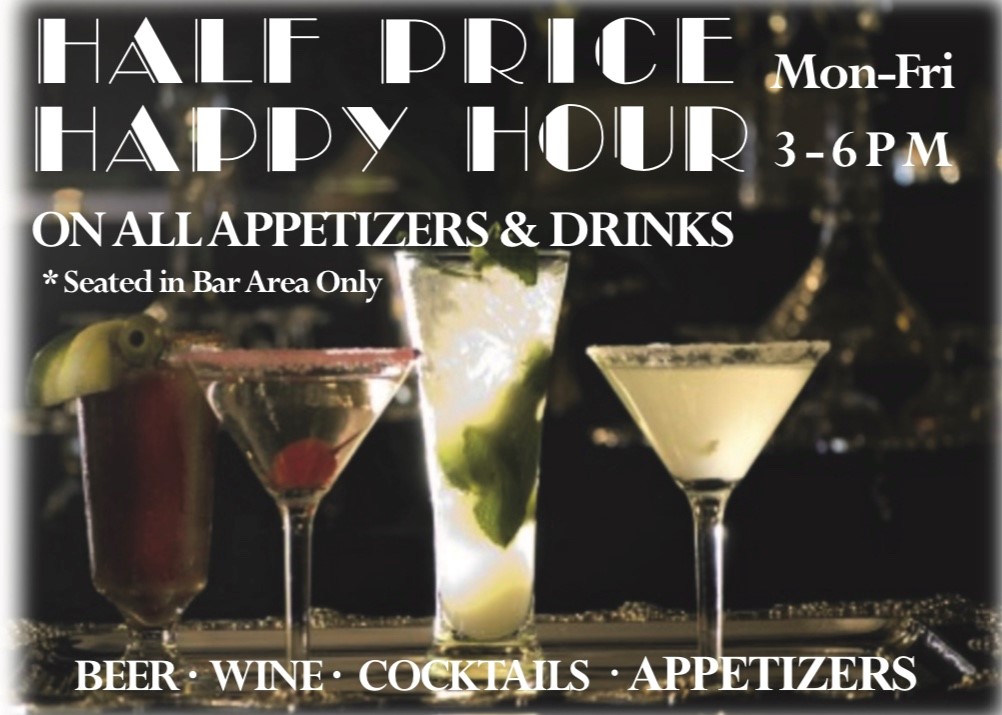 HALF PRICE
Mon-Fri
HAPPY HOUR
3-6PM
ON ALL APPETIZERS & DRINKS
*Seated in Bar Area Only
BEER · WINE · COCKTAILS · APPETIZERS